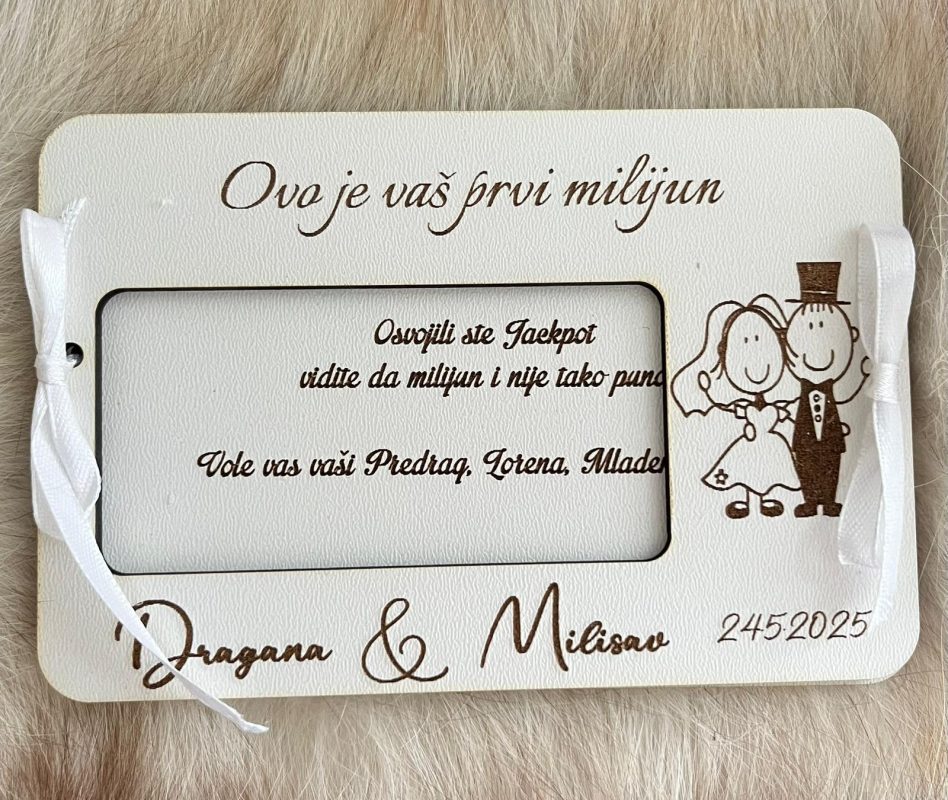 Ovo je vaš prvi milijun
Osvojili ste Jackpot
vidite da milijun i nije tako puno
Vole vas vaši Predrag, Lorena, Mladen
Dragana & Milisav
24.5.2025